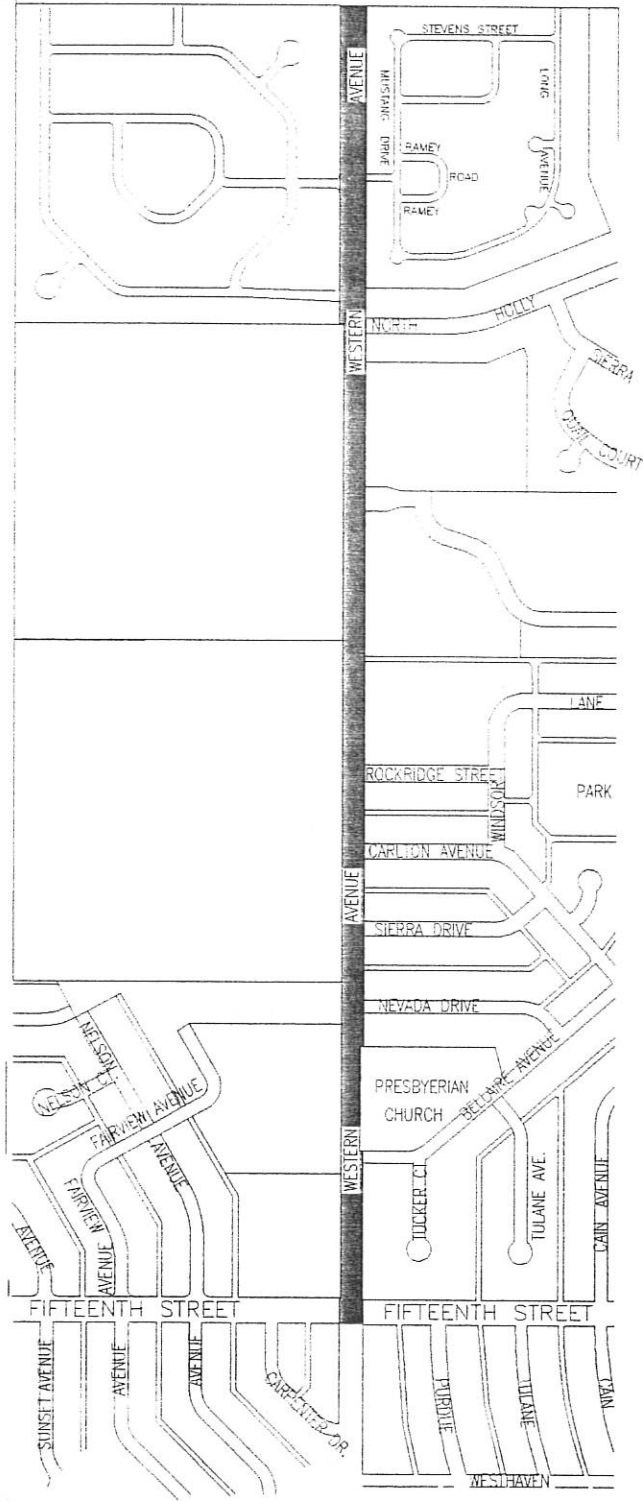 STEVENS STREET
AVENUE
MUSTANG DRIVE
LONG AVENUE
RAMEY
ROAD
RAMEY
WESTERN
NORTH HOLLY
SIERRA
QUAIL COURT
LANE
ROCKRIDGE STREET
WINDSOR
PARK
CARLTON AVENUE
AVENUE
SIERRA DRIVE
NEVADA DRIVE
NELSON
NELSON CT.
FAIRVIEW AVENUE
PRESBYERIAN
CHURCH
BELLAIRE AVENUE
WESTERN
AVENUE
FAIRVIEW AVENUE
AVENUE
TUCKER CT.
TULANE AVE.
CAIN AVENUE
FIFTEENTH STREET
FIFTEENTH STREET
SUNSET AVENUE
AVENUE
AVENUE
CARPENTER DR.
PURDUE
TULANE
CAIN
WESTHAVEN